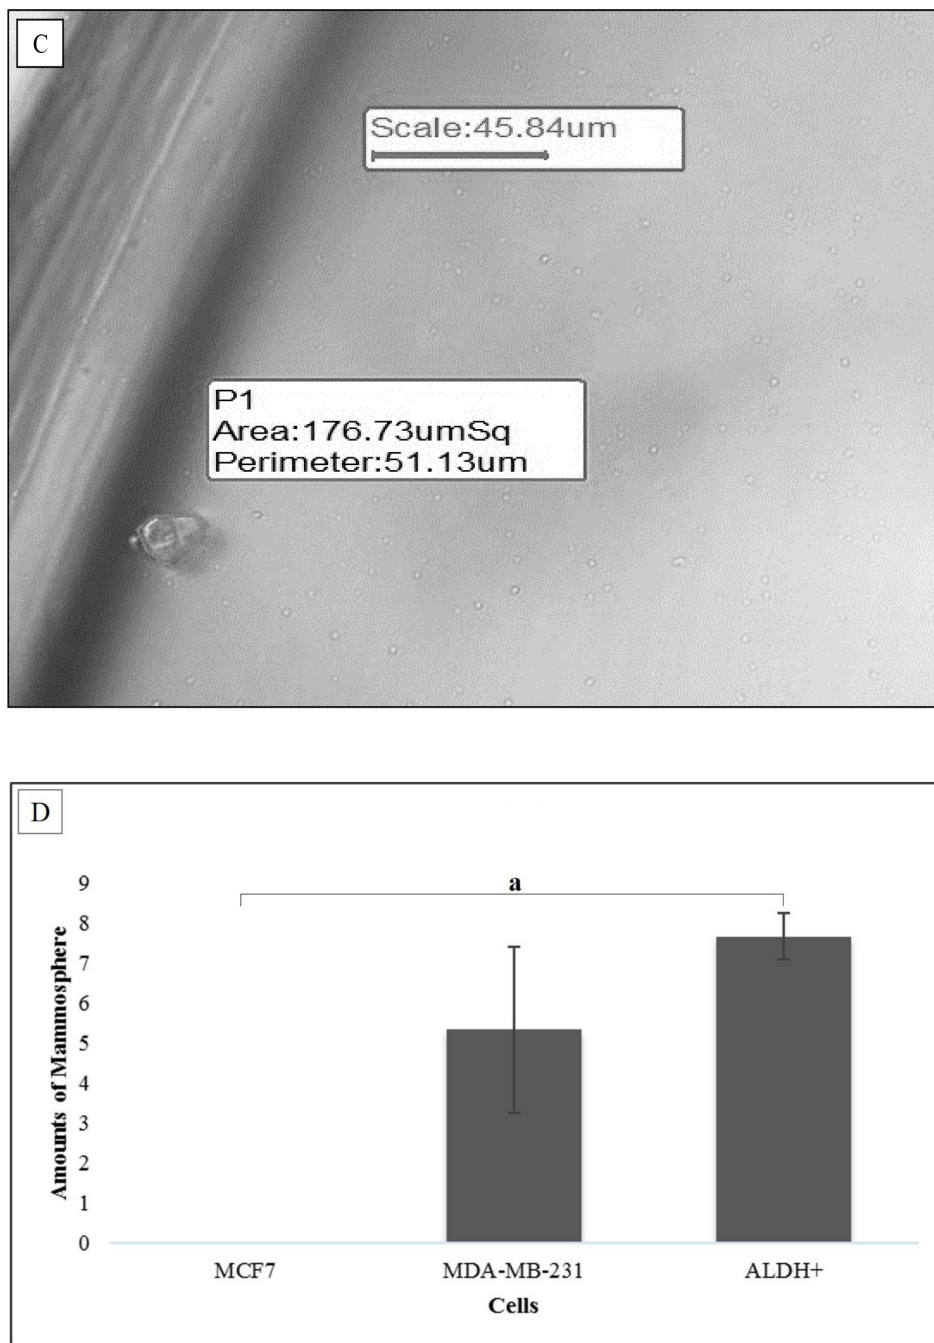 C
Scale:45.84um
P1
Area:176.73umSq
Perimeter:51.13um
D
a
Amounts of Mammosphere
9
8
7
6
5
4
3
2
1
0
MCF7 MDA-MB-231 ALDH+
Cells